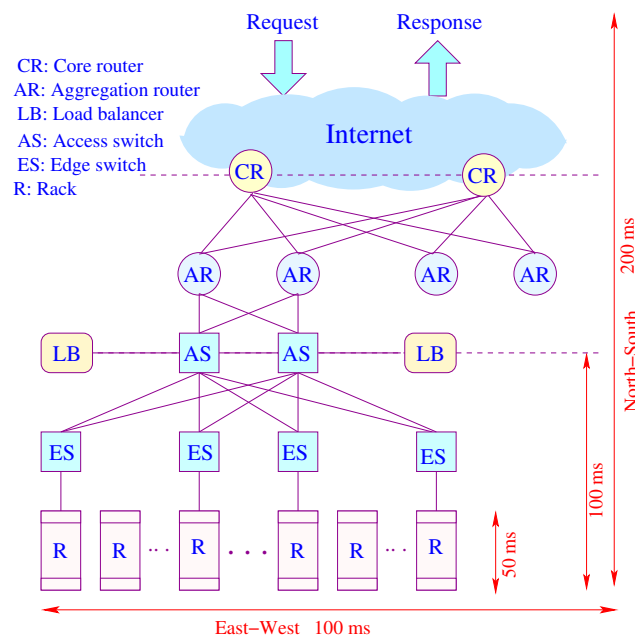 Request Response
CR: Core router
AR: Aggregation router
LB: Load balancer
AS: Access switch
ES: Edge switch
R: Rack
Internet
CR CR
AR AR AR AR
200 ms
North−South
LB AS AS LB
ES ES ES ES
100 ms
R R ·· R · · · R R ·· R
50 ms
East−West 100 ms